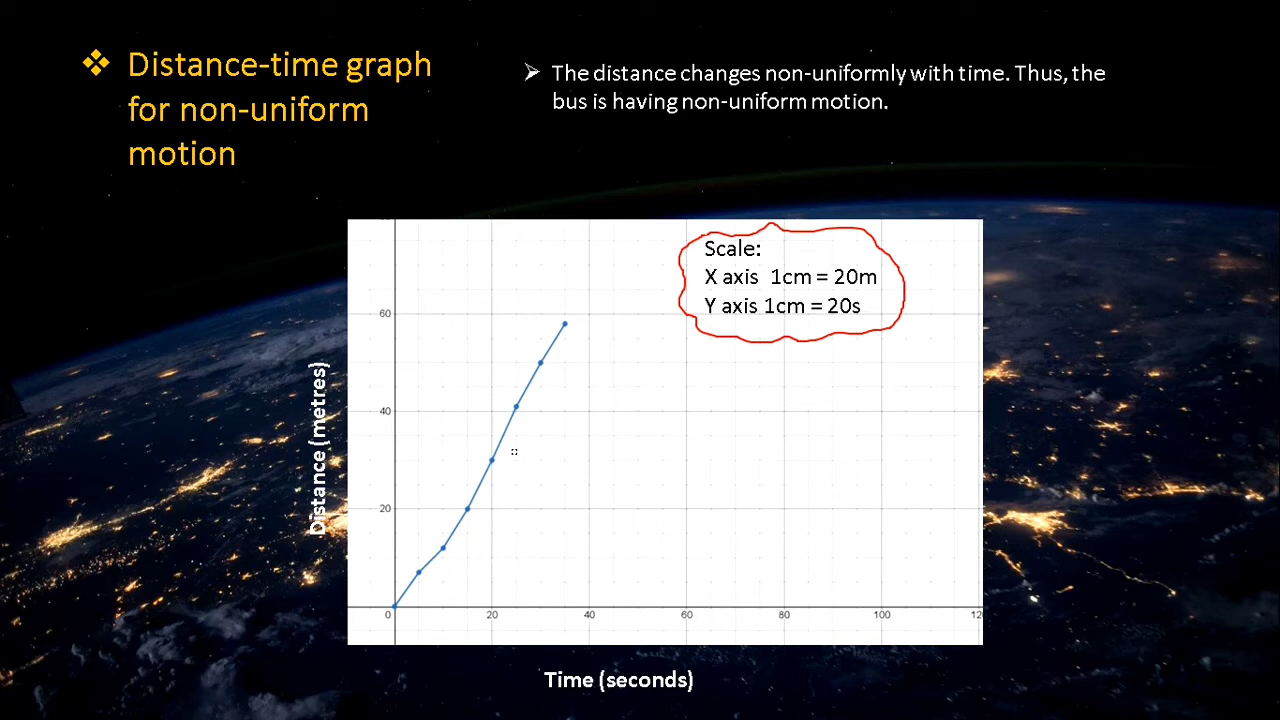 Distance-time graph
for non-uniform
motion
The distance changes non-uniformly with time. Thus, the
bus is having non-uniform motion.
Scale:
X axis 1cm = 20m
Y axis 1cm = 20s
60
40
20
0 20 40 60 80 100 12
Distance (metres)
Time (seconds)